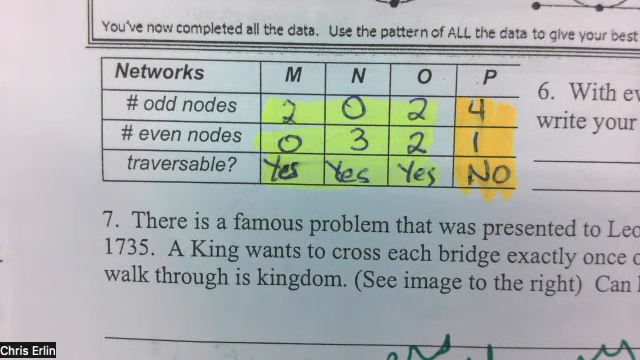 You've now completed all the data. Use the pattern of ALL the data to give your best
Networks M N O P
# odd nodes 2 0 2 4
# even nodes 0 3 2 1
traversable? Yes Yes Yes NO
6. With
write your
7. There is a famous problem that was presented to
1735. A King wants to cross each bridge exactly once
walk through is kingdom. (See image to the right) Can
Chris Erlin